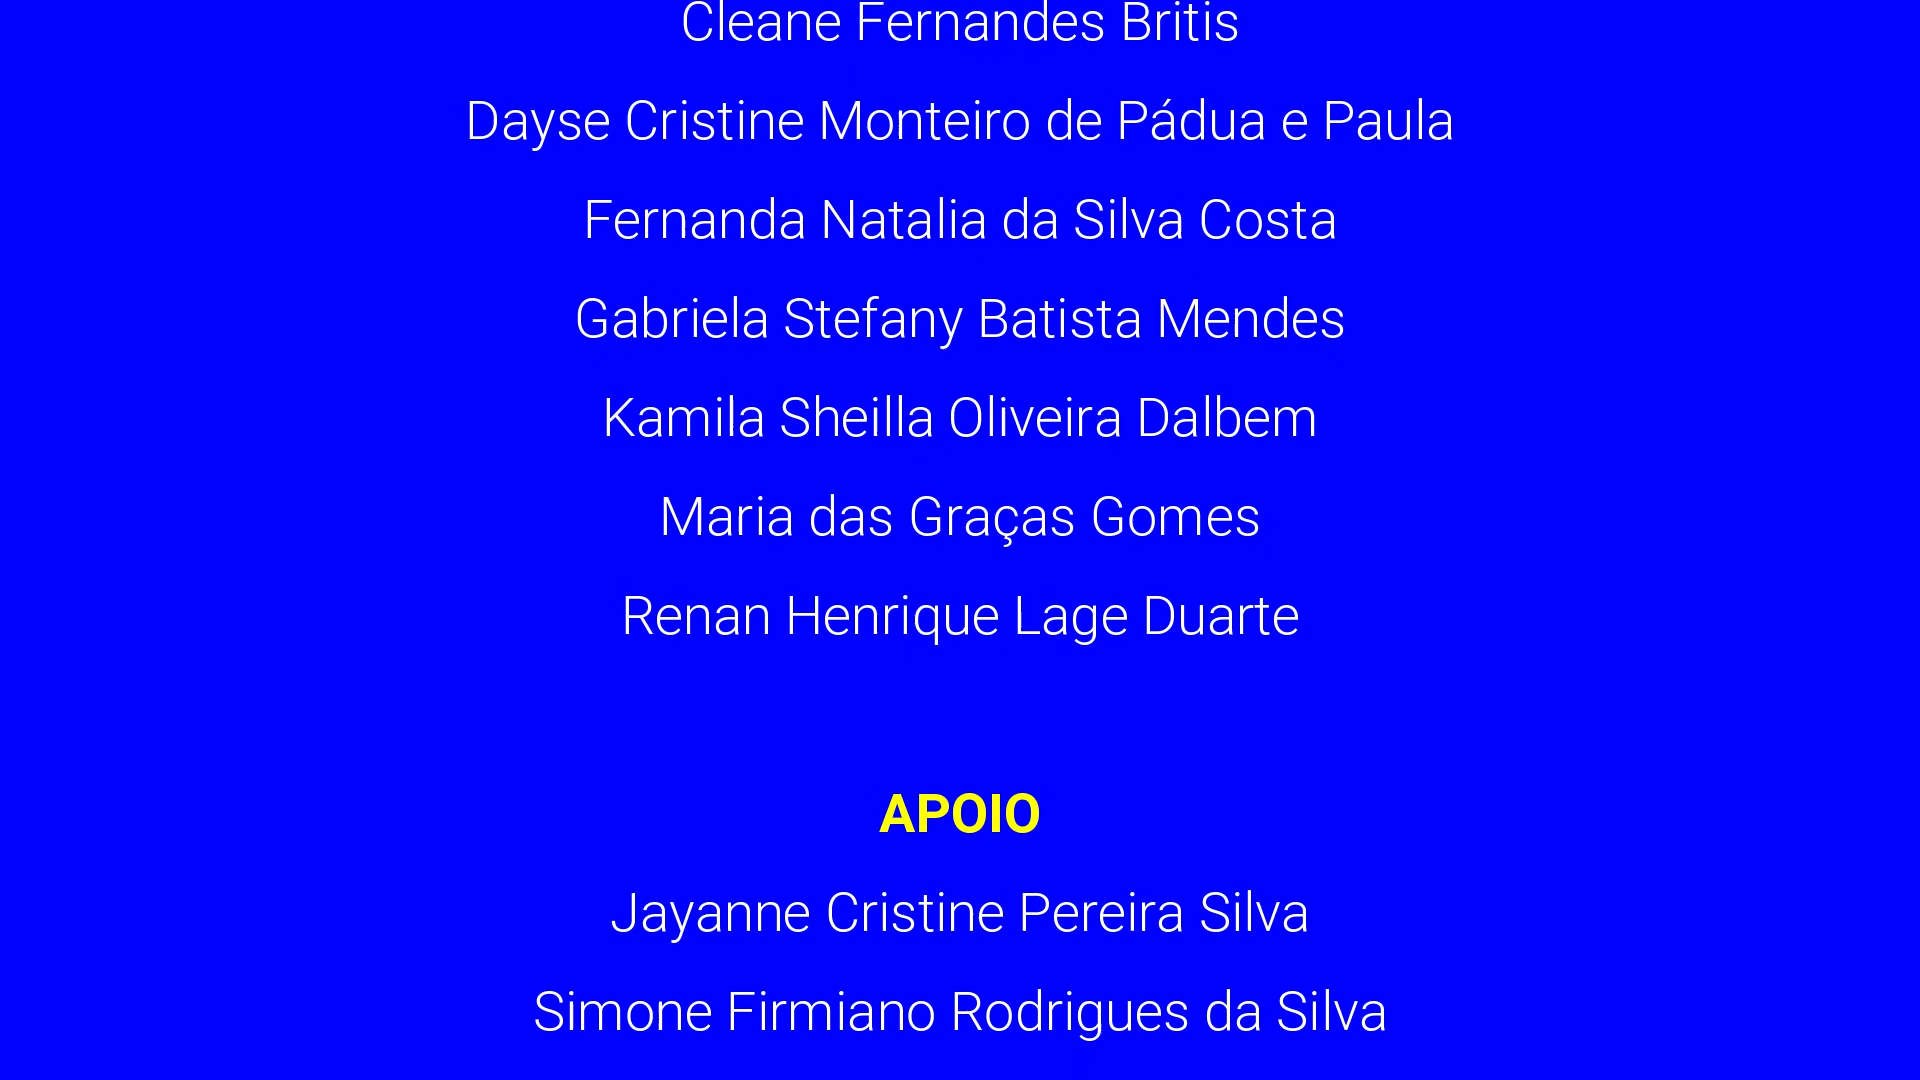 Cleane Fernandes Britis
Dayse Cristine Monteiro de Pádua e Paula
Fernanda Natalia da Silva Costa
Gabriela Stefany Batista Mendes
Kamila Sheilla Oliveira Dalbem
Maria das Graças Gomes
Renan Henrique Lage Duarte
APOIO
Jayanne Cristine Pereira Silva
Simone Firmiano Rodrigues da Silva